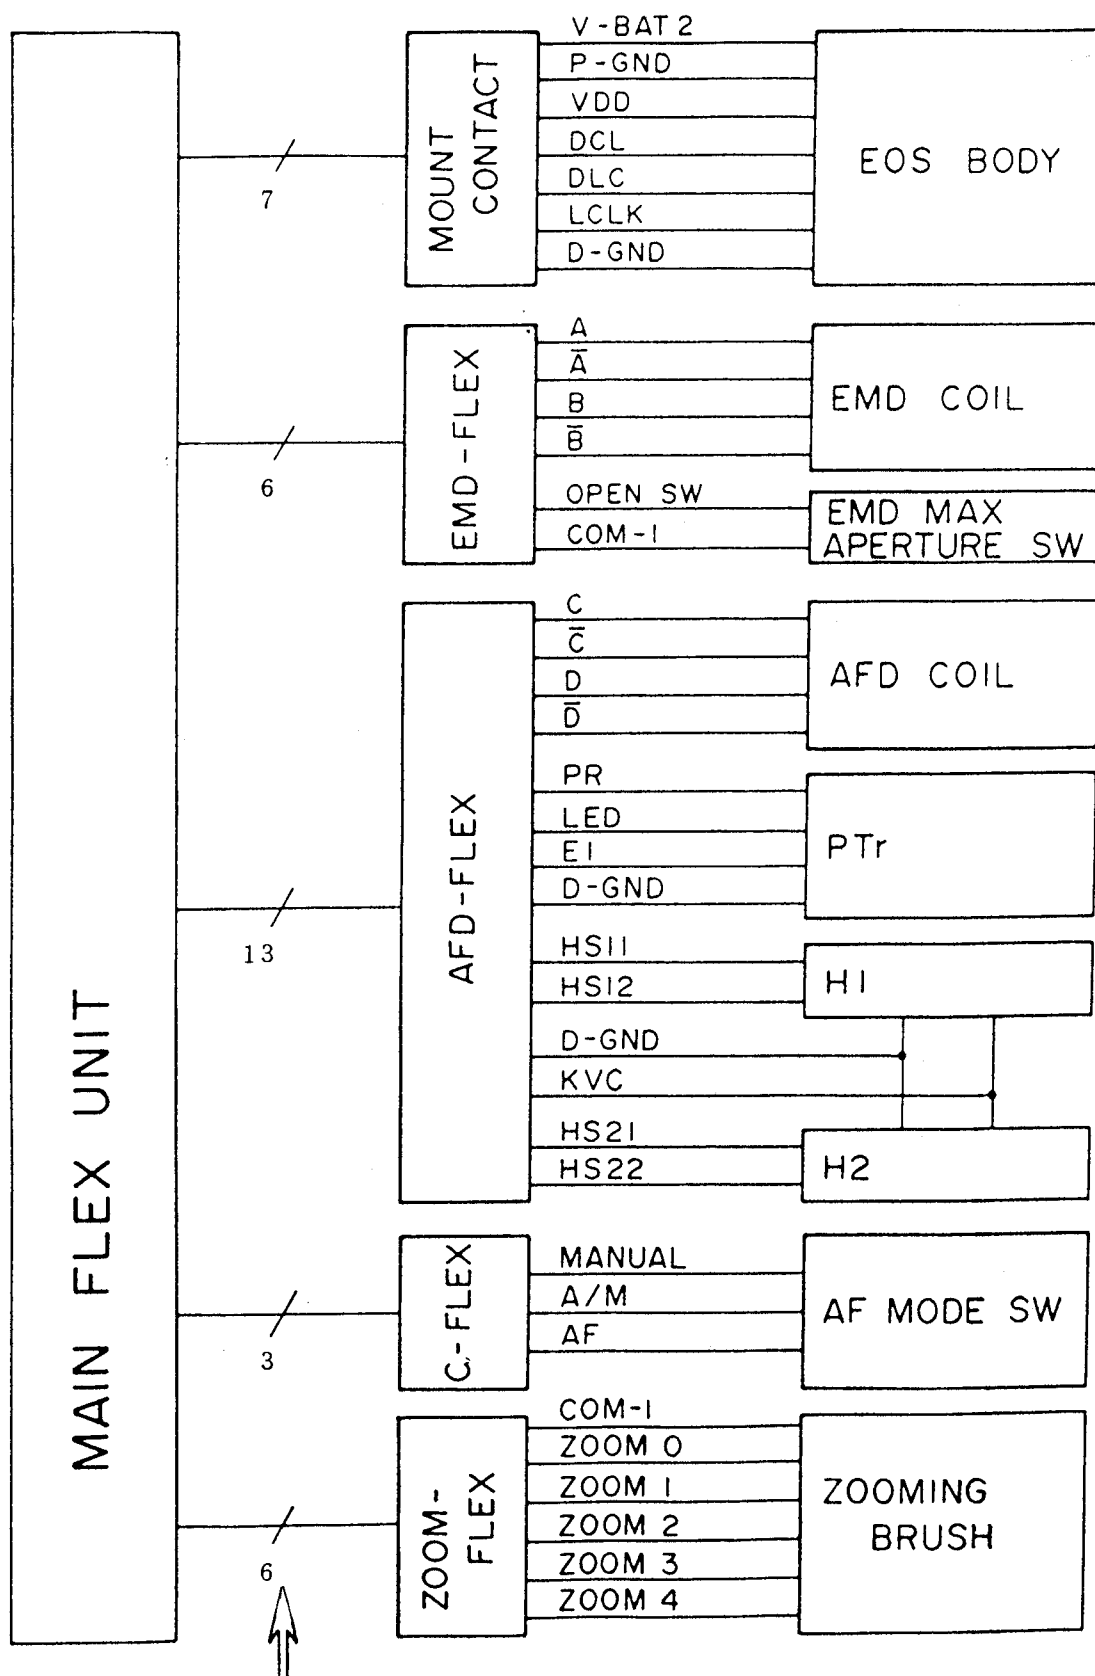 MAIN FLEX UNIT
7
MOUNT
CONTACT
V-BAT 2
P-GND
VDD
DCL
DLC
LCLK
D-GND
EOS BODY
6
EMD-FLEX
A
A̅
B
B̅
EMD COIL
OPEN SW
COM-1
EMD MAX
APERTURE SW
13
AFD-FLEX
C
C̅
D
D̅
AFD COIL
PR
LED
E1
D-GND
PTr
HS11
HS12
H1
D-GND
KVC
HS21
HS22
H2
3
C-FLEX
MANUAL
A/M
AF
AF MODE SW
6
ZOOM-
FLEX
COM-1
ZOOM 0
ZOOM 1
ZOOM 2
ZOOM 3
ZOOM 4
ZOOMING
BRUSH